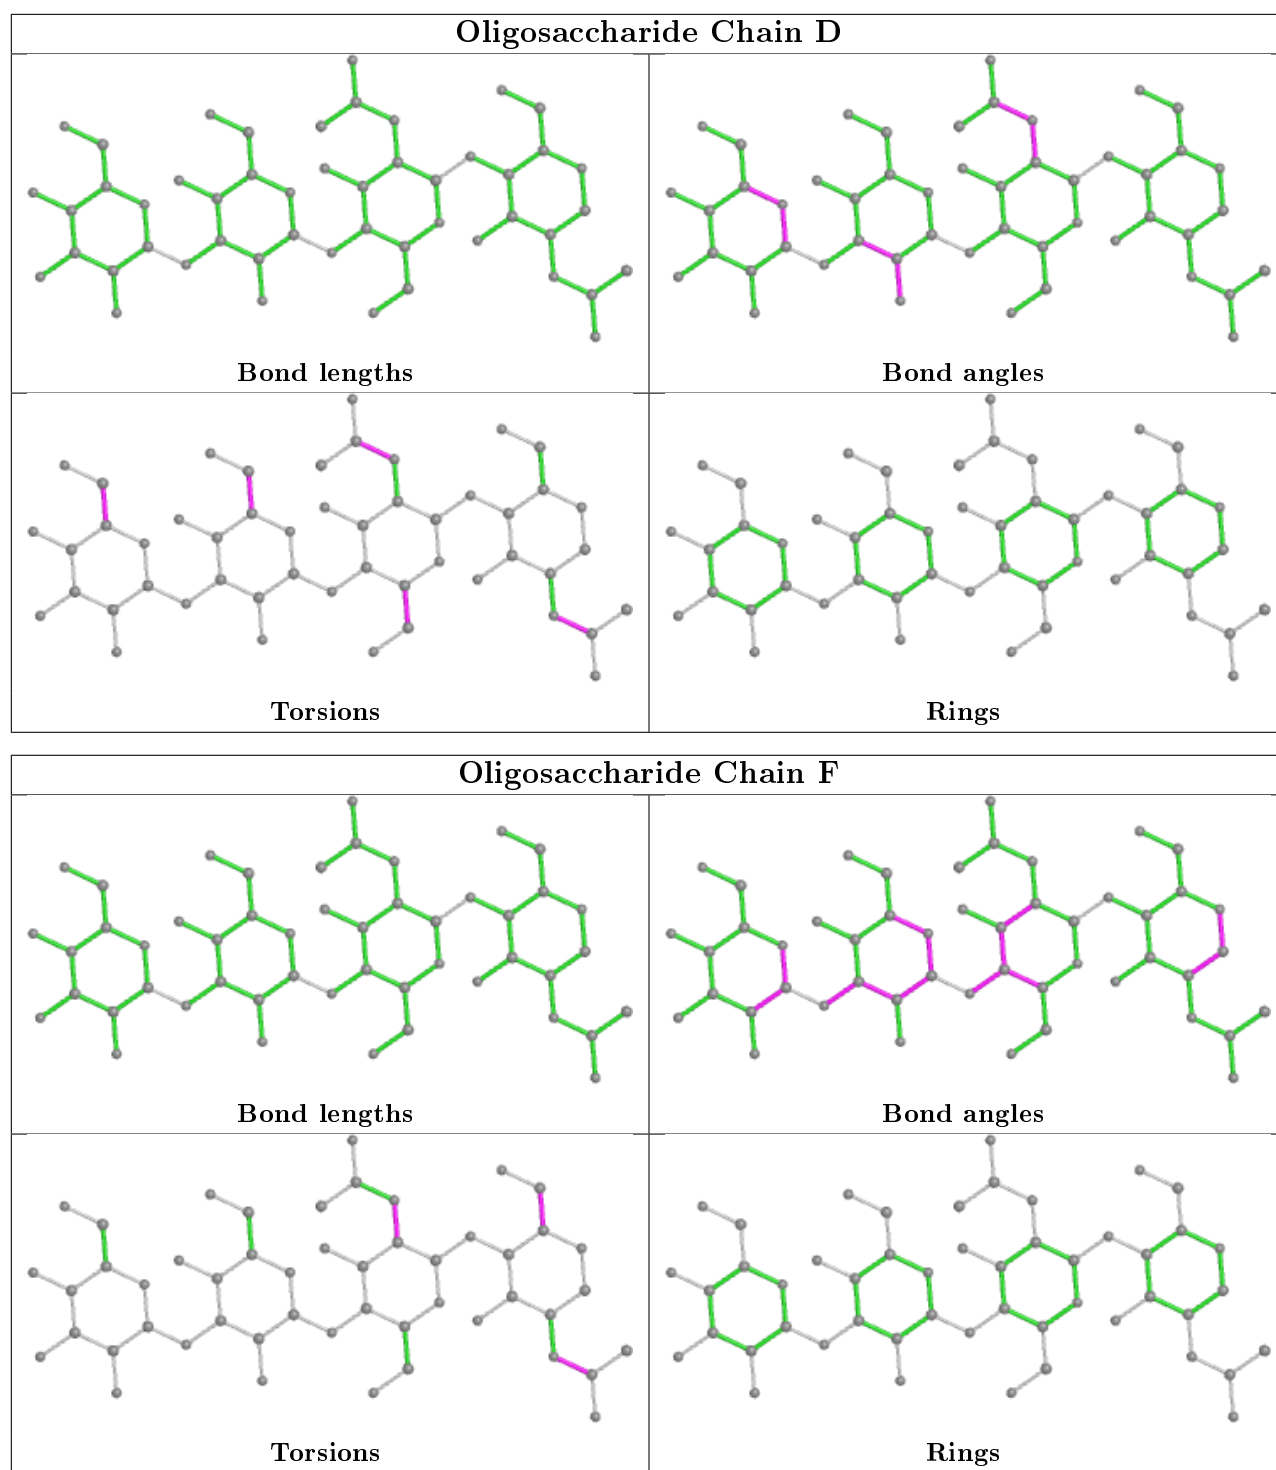 Oligosaccharide Chain D
Bond lengths
Bond angles
Torsions
Rings
Oligosaccharide Chain F
Bond lengths
Bond angles
Torsions
Rings